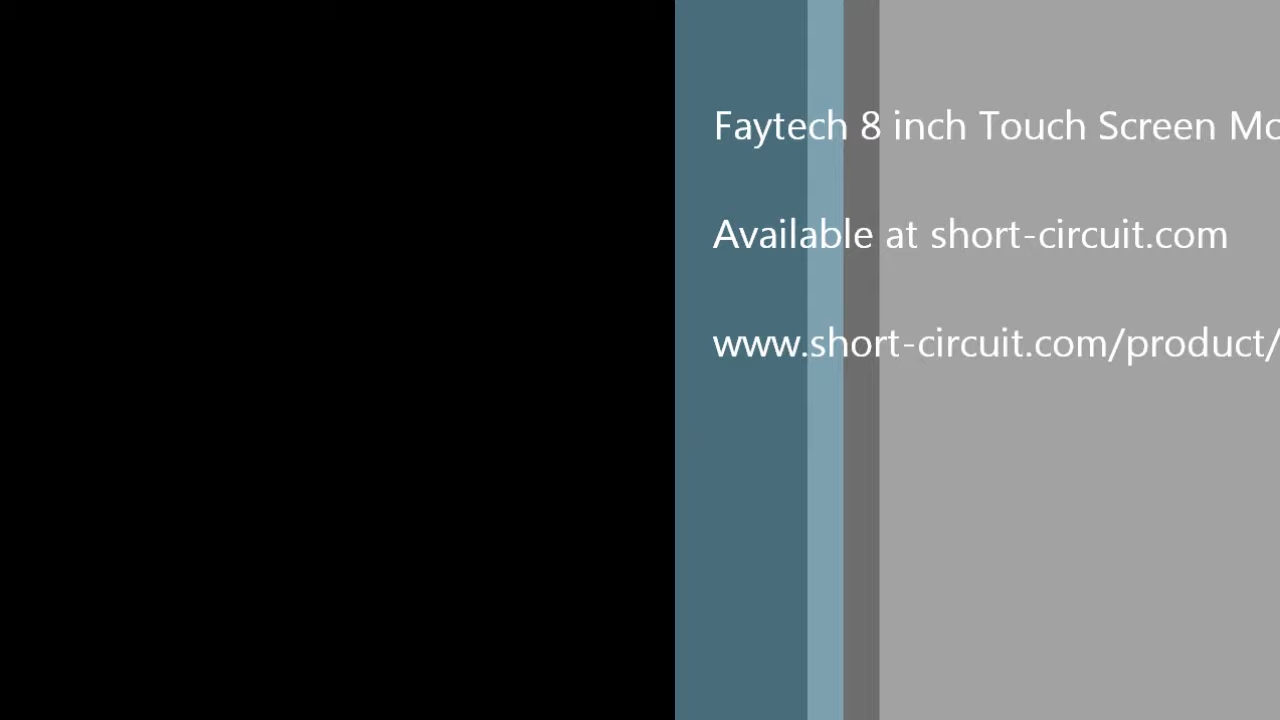 Faytech 8 inch Touch Screen
Available at short-circuit.com
www.short-circuit.com/product/